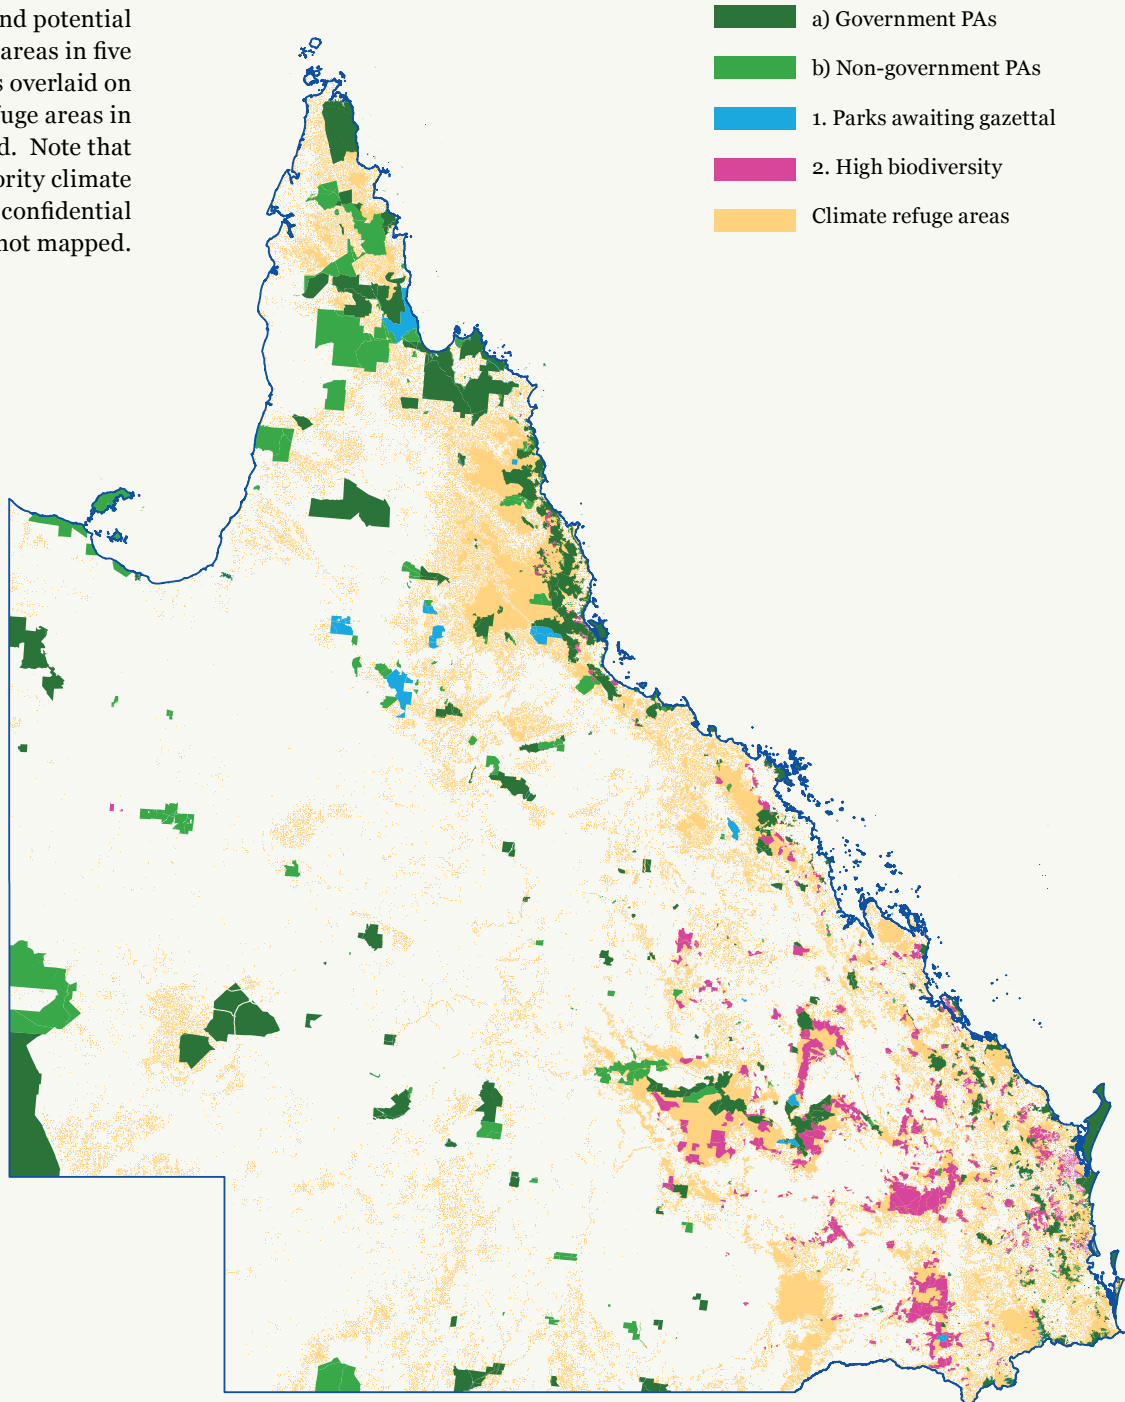 nd potential
areas in five
s overlaid on
uge areas in
d. Note that
ority climate
confidential
not mapped.
a) Government PAs
b) Non-government PAs
1. Parks awaiting gazettal
2. High biodiversity
Climate refuge areas